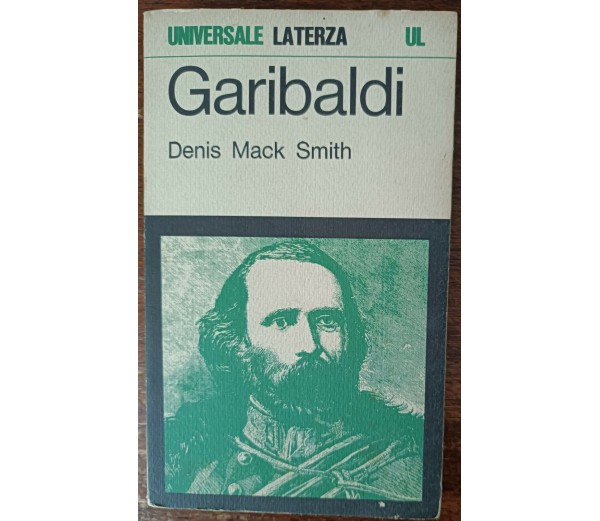 UNIVERSALE LATERZA UL
Garibaldi
Denis Mack Smith